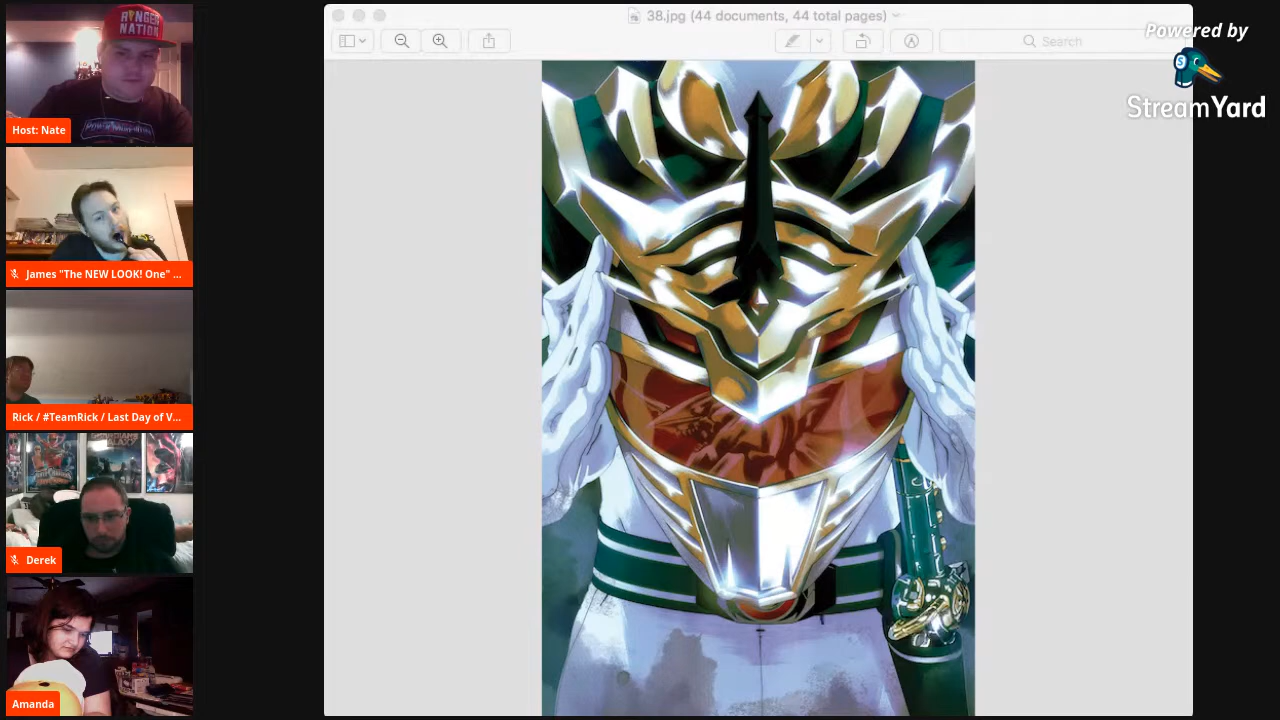 RANGER
NATION
Host: Nate
James "The NEW LOOK! One" ...
Rick / #TeamRick / Last Day of V...
Derek
Amanda
38.jpg (44 documents, 44 total pages)
Search
Powered by
StreamYard